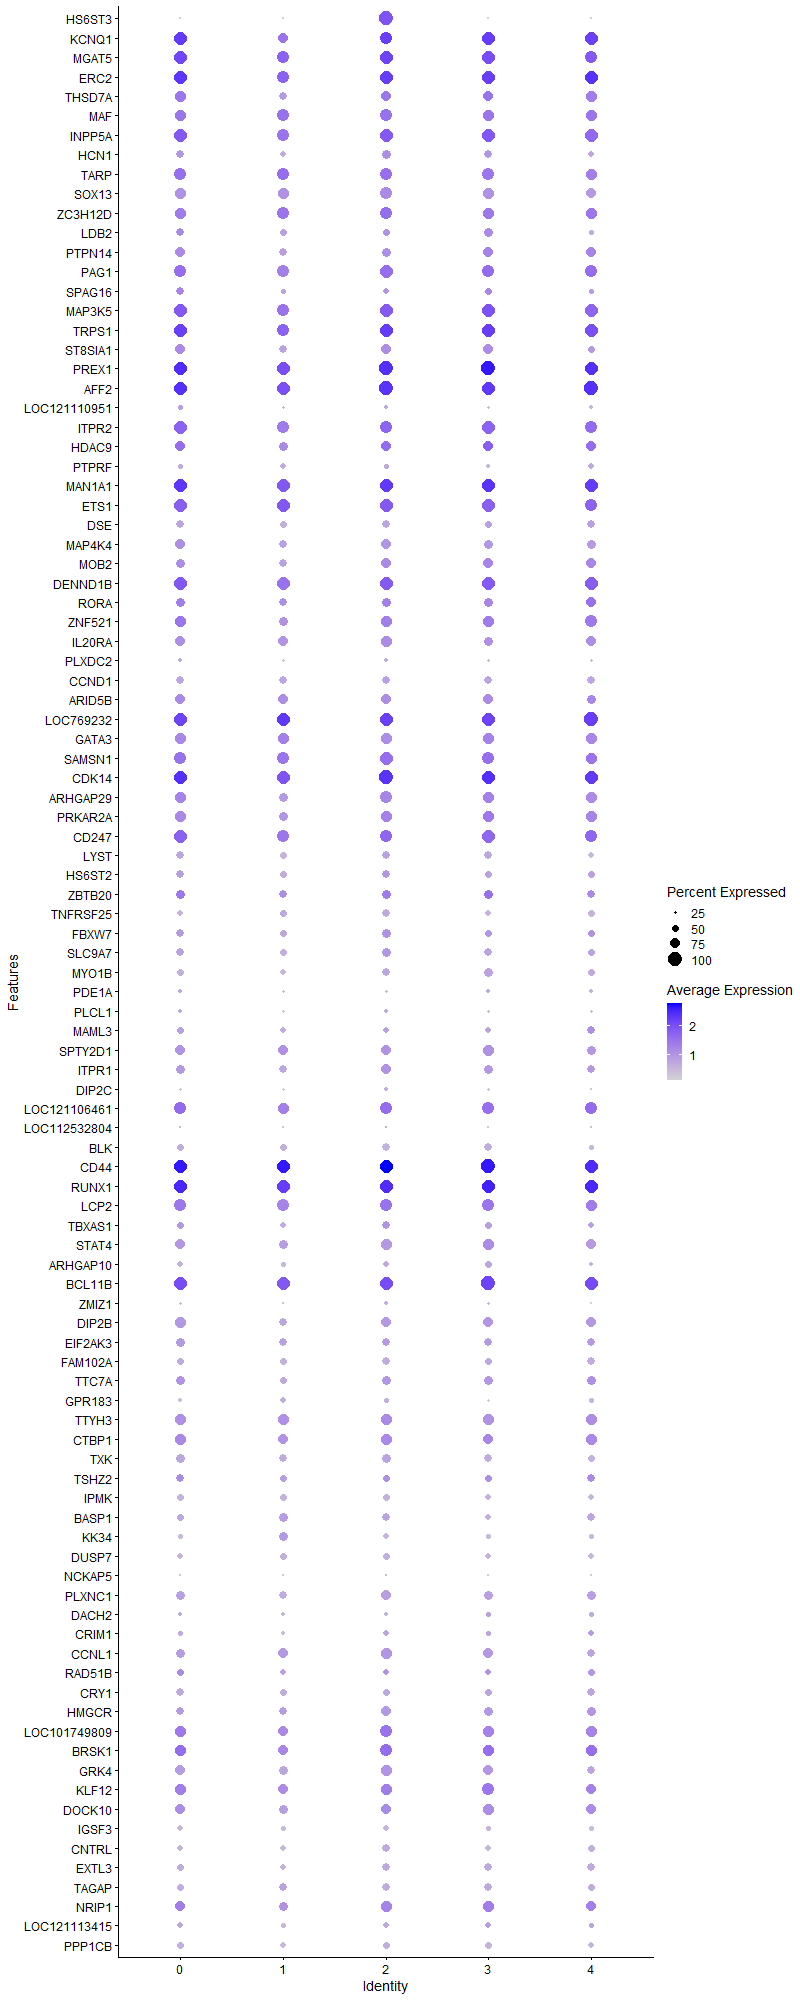 HS6ST3
KCNQ1
MGAT5
ERC2
THSD7A
MAF
INPP5A
HCN1
TARP
SOX13
ZC3H12D
LDB2
PTPN14
PAG1
SPAG16
MAP3K5
TRPS1
ST8SIA1
PREX1
AFF2
LOC121110951
ITPR2
HDAC9
PTPRF
MAN1A1
ETS1
DSE
MAP4K4
MOB2
DENND1B
RORA
ZNF521
IL20RA
PLXDC2
CCND1
ARID5B
LOC769232
GATA3
SAMSN1
CDK14
ARHGAP29
PRKAR2A
CD247
LYST
HS6ST2
ZBTB20
TNFRSF25
FBXW7
SLC9A7
MYO1B
PDE1A
PLCL1
MAML3
SPTY2D1
ITPR1
DIP2C
LOC121106461
LOC112532804
BLK
CD44
RUNX1
LCP2
TBXAS1
STAT4
ARHGAP10
BCL11B
ZMIZ1
DIP2B
EIF2AK3
FAM102A
TTC7A
GPR183
TTYH3
CTBP1
TXK
TSHZ2
IPMK
BASP1
KK34
DUSP7
NCKAP5
PLXNC1
DACH2
CRIM1
CCNL1
RAD51B
CRY1
HMGCR
LOC101749809
BRSK1
GRK4
KLF12
DOCK10
IGSF3
CNTRL
EXTL3
TAGAP
NRIP1
LOC121113415
PPP1CB
Features
0 1 2 3 4
Identity
Percent Expressed
25
50
75
100
Average Expression
2
1